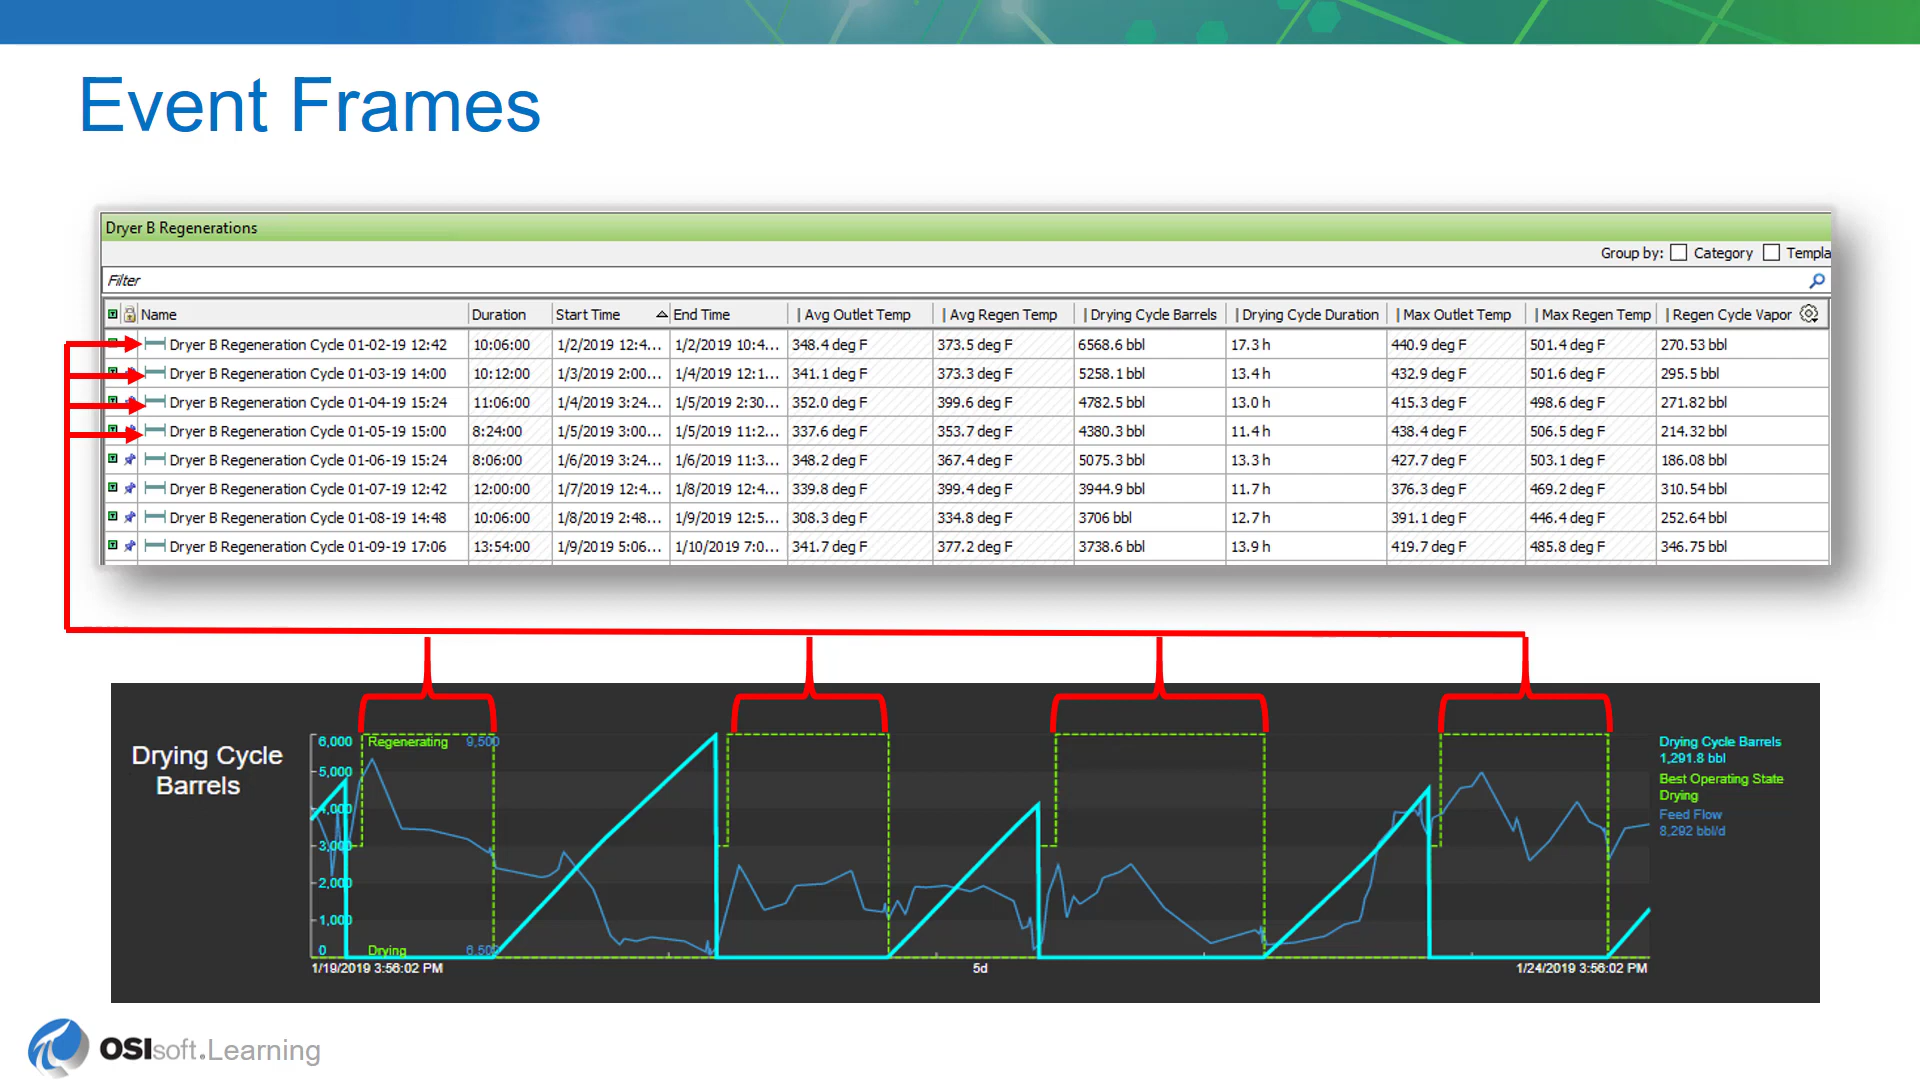 Event Frames
Dryer B Regenerations
Group by: Category Templa
Filter
Name Duration Start Time End Time | Avg Outlet Temp | Avg Regen Temp | Drying Cycle Barrels | Drying Cycle Duration | Max Outlet Temp | Max Regen Temp | Regen Cycle Vapor
Dryer B Regeneration Cycle 01-02-19 12:42 10:06:00 1/2/2019 12:4... 1/2/2019 10:4... 348.4 deg F 373.5 deg F 6568.6 bbl 17.3 h 440.9 deg F 501.4 deg F 270.53 bbl
Dryer B Regeneration Cycle 01-03-19 14:00 10:12:00 1/3/2019 2:00... 1/4/2019 12:1... 341.1 deg F 373.3 deg F 5258.1 bbl 13.4 h 432.9 deg F 501.6 deg F 295.5 bbl
Dryer B Regeneration Cycle 01-04-19 15:24 11:06:00 1/4/2019 3:24... 1/5/2019 2:30... 352.0 deg F 399.6 deg F 4782.5 bbl 13.0 h 415.3 deg F 498.6 deg F 271.82 bbl
Dryer B Regeneration Cycle 01-05-19 15:00 8:24:00 1/5/2019 3:00... 1/5/2019 11:2... 337.6 deg F 353.7 deg F 4380.3 bbl 11.4 h 438.4 deg F 506.5 deg F 214.32 bbl
Dryer B Regeneration Cycle 01-06-19 15:24 8:06:00 1/6/2019 3:24... 1/6/2019 11:3... 348.2 deg F 367.4 deg F 5075.3 bbl 13.3 h 427.7 deg F 503.1 deg F 186.08 bbl
Dryer B Regeneration Cycle 01-07-19 12:42 12:00:00 1/7/2019 12:4... 1/8/2019 12:4... 339.8 deg F 399.4 deg F 3944.9 bbl 11.7 h 376.3 deg F 469.2 deg F 310.54 bbl
Dryer B Regeneration Cycle 01-08-19 14:48 10:06:00 1/8/2019 2:48... 1/9/2019 12:5... 308.3 deg F 334.8 deg F 3706 bbl 12.7 h 391.1 deg F 446.4 deg F 252.64 bbl
Dryer B Regeneration Cycle 01-09-19 17:06 13:54:00 1/9/2019 5:06... 1/10/2019 7:0... 341.7 deg F 377.2 deg F 3738.6 bbl 13.9 h 419.7 deg F 485.8 deg F 346.75 bbl
Drying Cycle
Barrels
6,000 Regenerating 9,500
5,000
4,000
3,000
2,000
1,000
0 Drying 6,500
1/19/2019 3:56:02 PM 5d 1/24/2019 3:56:02 PM
Drying Cycle Barrels
1,291.8 bbl
Best Operating State
Drying
Feed Flow
8,292 bbl/d
OSIsoft.Learning